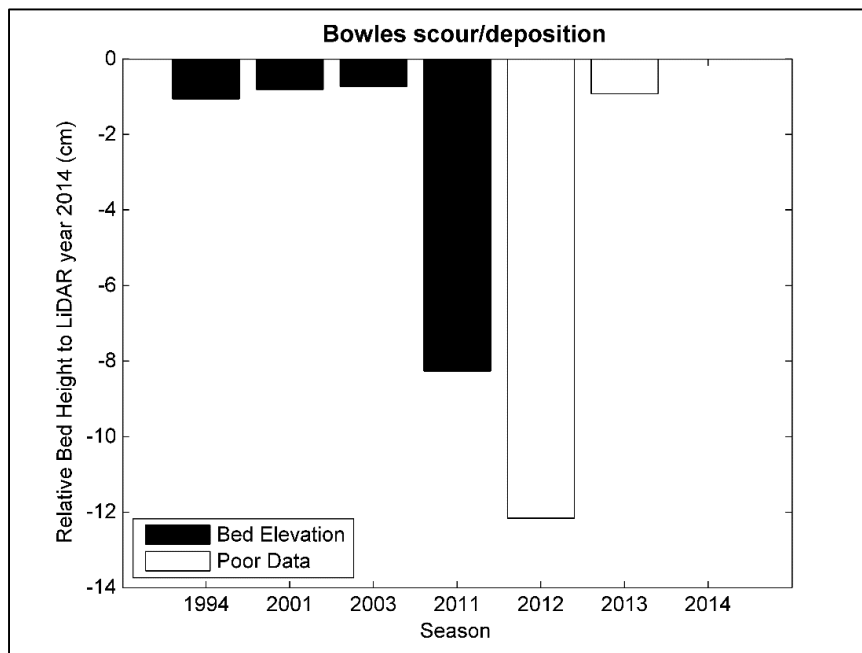 Bowles scour/deposition
Relative Bed Height to LiDAR year 2014 (cm)
0
-2
-4
-6
-8
-10
-12
-14
Bed Elevation
Poor Data
1994 2001 2003 2011 2012 2013 2014
Season